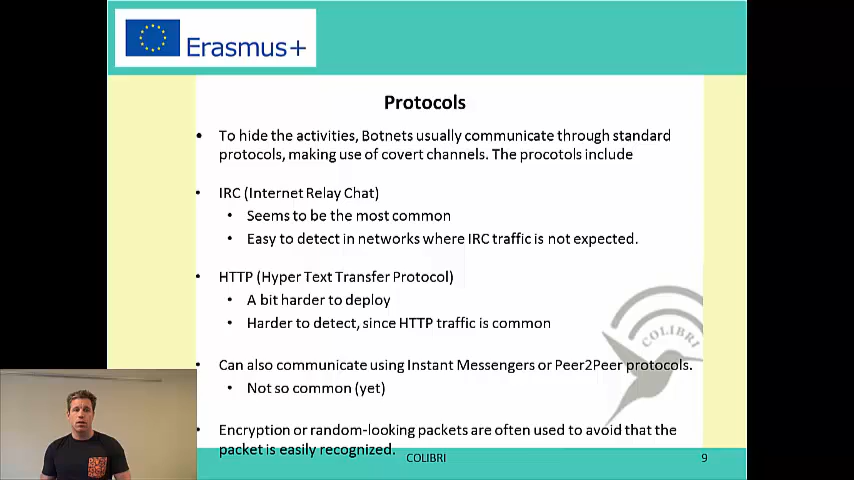 Erasmus+
Protocols
• To hide the activities, Botnets usually communicate through standard
protocols, making use of covert channels. The procotols include
• IRC (Internet Relay Chat)
• Seems to be the most common
• Easy to detect in networks where IRC traffic is not expected.
• HTTP (Hyper Text Transfer Protocol)
• A bit harder to deploy
• Harder to detect, since HTTP traffic is common
COLIBRI
• Can also communicate using Instant Messengers or Peer2Peer protocols.
• Not so common (yet)
• Encryption or random-looking packets are often used to avoid that the
packet is easily recognized.
COLIBRI
9